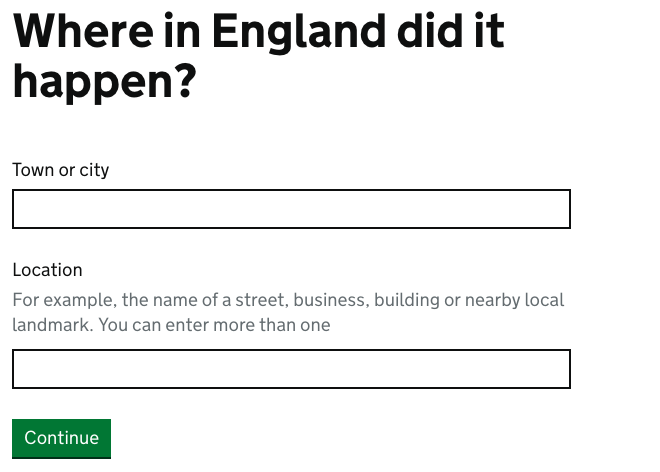 Where in England did it
happen?
Town or city
Location
For example, the name of a street, business, building or nearby local
landmark. You can enter more than one
Continue